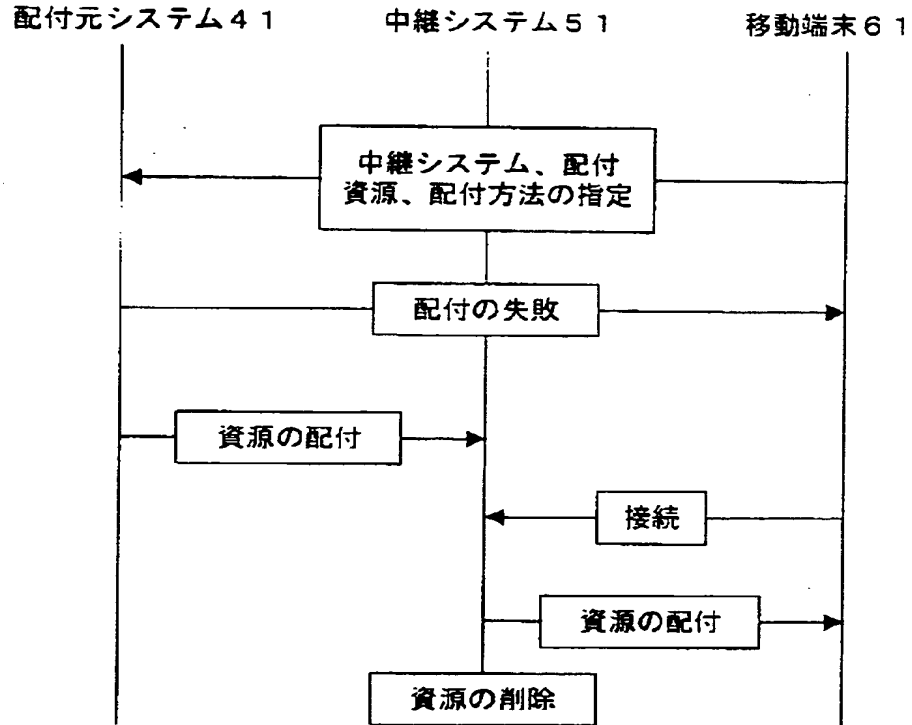 配付元システム４１
中継システム５１
移動端末６１
中継システム、配付
資源、配付方法の指定
配付の失敗
資源の配付
接続
資源の配付
資源の削除